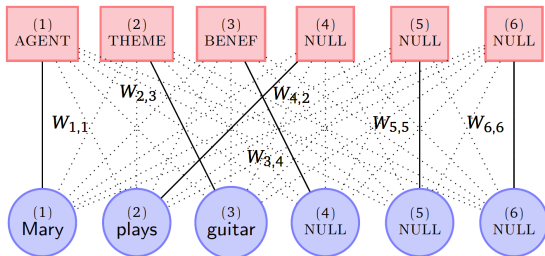 (1) (2) (3) (4) (5) (6)
AGENT THEME BENEF NULL NULL NULL
W2,3 W4,2
W1,1 W5,5 W6,6
W3,4
(1) (2) (3) (4) (5) (6)
Mary plays guitar NULL NULL NULL